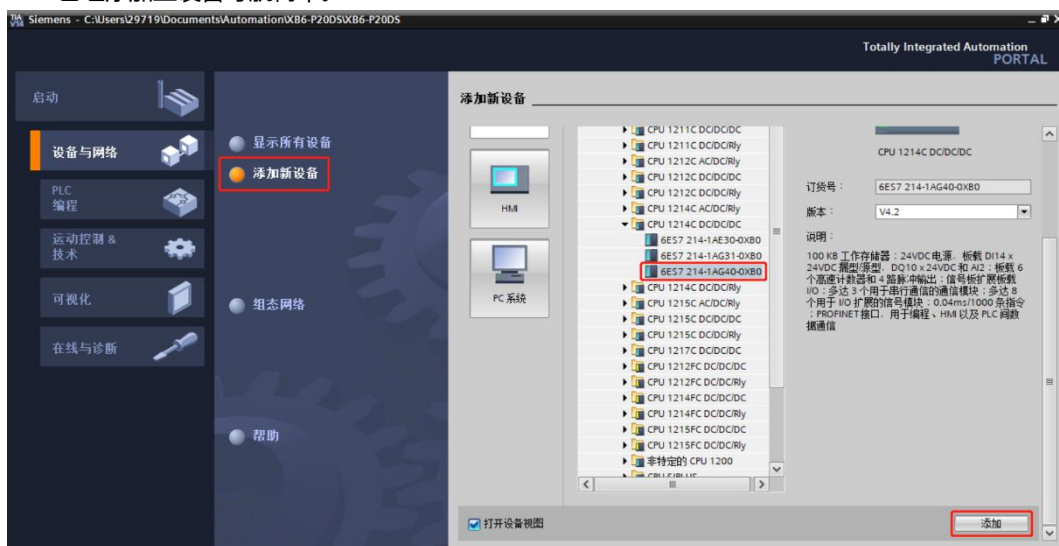 Siemens - C:\Users\29719\Documents\Automation\XB6-P20DS\XB6-P20DS
Totally Integrated Automation
PORTAL
启动
设备与网络
PLC
编程
运动控制 &
技术
可视化
在线与诊断
显示所有设备
添加新设备
组态网络
帮助
添加新设备
HMI
PC 系统
CPU 1211C DC/DC/DC
CPU 1211C DC/DC/Rly
CPU 1212C AC/DC/Rly
CPU 1212C DC/DC/DC
CPU 1212C DC/DC/Rly
CPU 1214C AC/DC/Rly
CPU 1214C DC/DC/DC
6ES7 214-1AE30-0XB0
6ES7 214-1AG31-0XB0
6ES7 214-1AG40-0XB0
CPU 1214C DC/DC/Rly
CPU 1215C AC/DC/Rly
CPU 1215C DC/DC/DC
CPU 1215C DC/DC/Rly
CPU 1217C DC/DC/DC
CPU 1212FC DC/DC/DC
CPU 1212FC DC/DC/Rly
CPU 1214FC DC/DC/DC
CPU 1214FC DC/DC/Rly
CPU 1215FC DC/DC/DC
CPU 1215FC DC/DC/Rly
非特定的 CPU 1200
CPU SIPLUS
CPU 1214C DC/DC/DC
订货号：
6ES7 214-1AG40-0XB0
版本：
V4.2
说明：
100 KB 工作存储器；24VDC 电源，板载 DI14 x
24VDC 漏型/源型，DQ10 x 24VDC 和 AI2；板载 6
个高速计数器和 4 路脉冲输出；信号板扩展板载
I/O；多达 3 个用于串行通信的通信模块；多达 8
个用于 I/O 扩展的信号模块；0.04ms/1000 条指令
；PROFINET 接口，用于编程、HMI 以及 PLC 间数
据通信
打开设备视图
添加